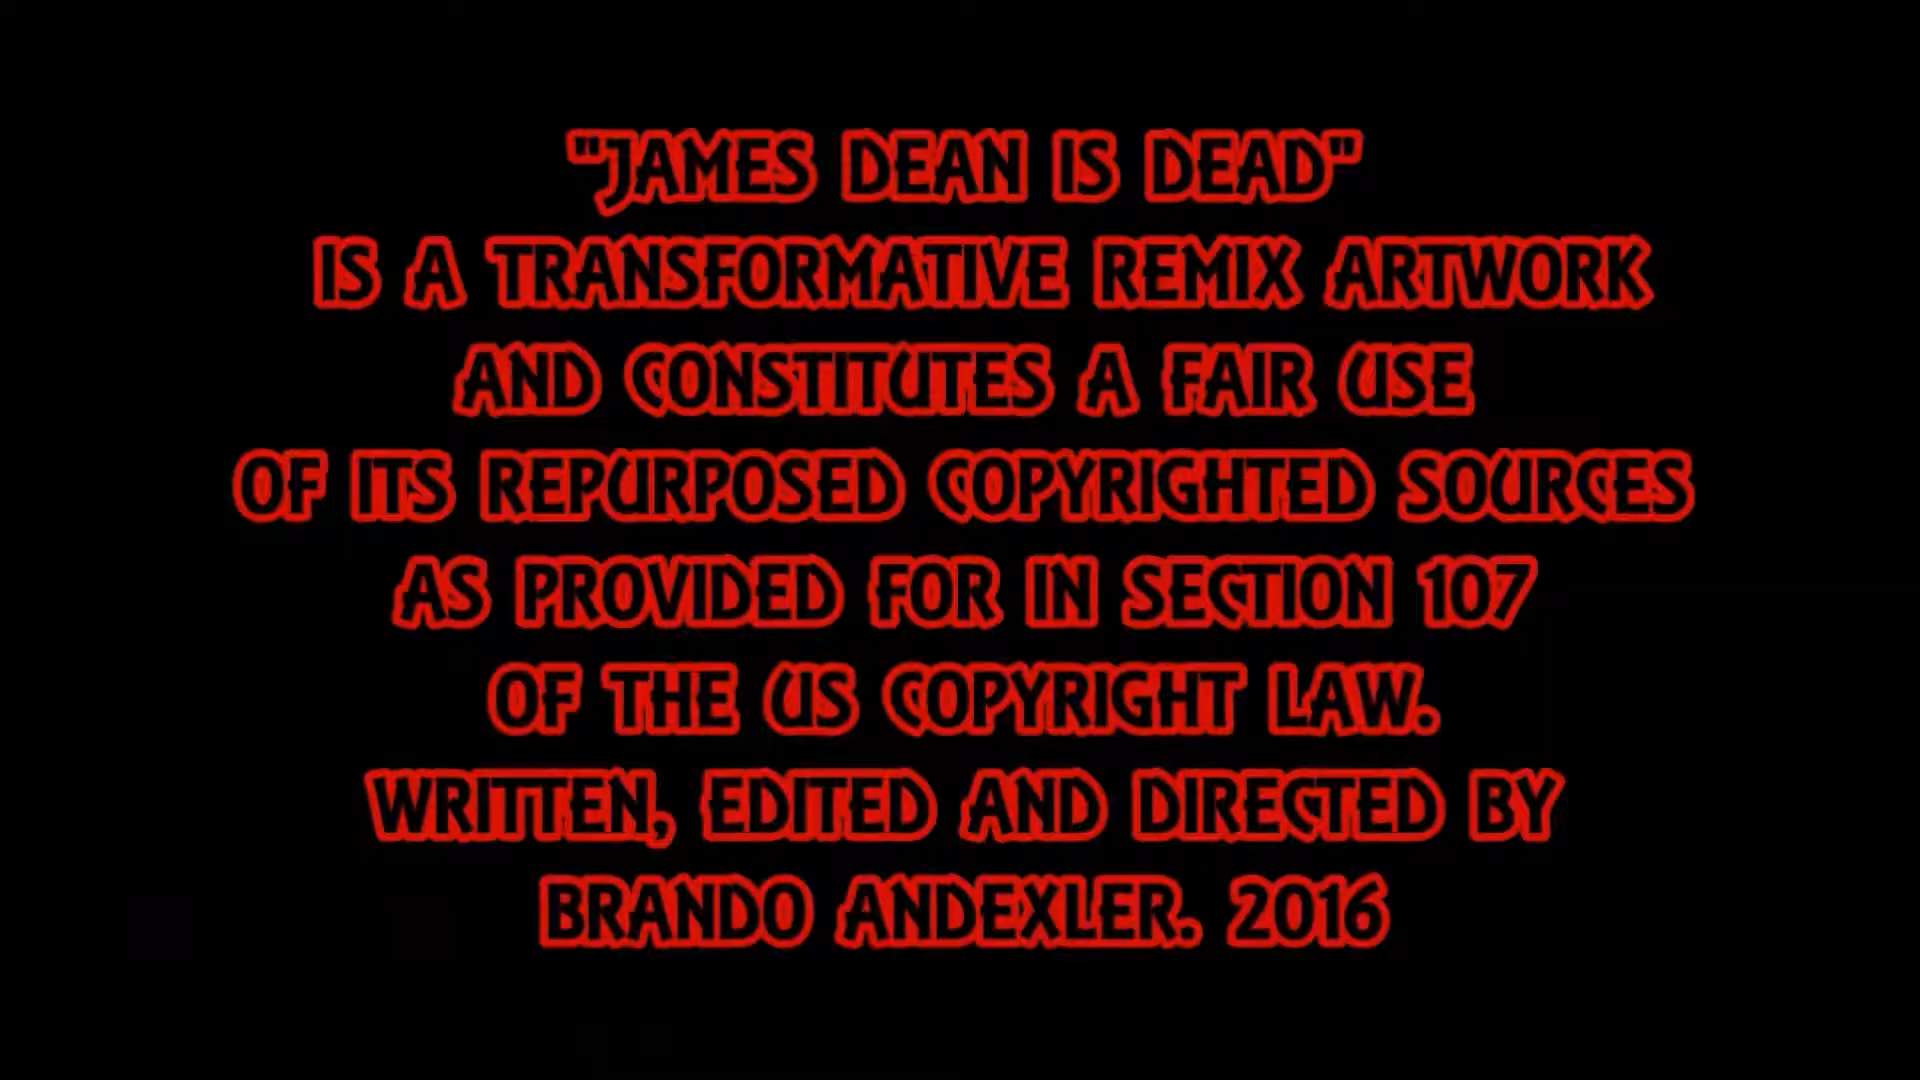 "JAMES DEAN IS DEAD"
IS A TRANSFORMATIVE REMIX ARTWORK
AND CONSTITUTES A FAIR USE
OF ITS REPURPOSED COPYRIGHTED SOURCES
AS PROVIDED FOR IN SECTION 107
OF THE US COPYRIGHT LAW.
WRITTEN, EDITED AND DIRECTED BY
BRANDO ANDEXLER. 2016